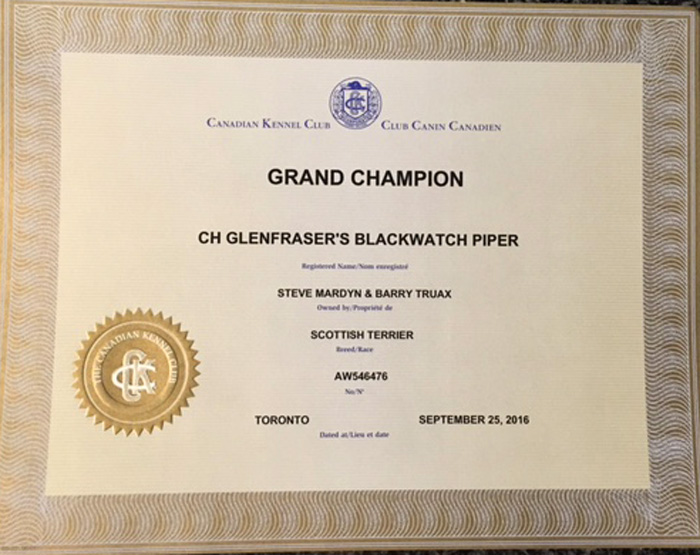 CANADIAN KENNEL CLUB CLUB CANIN CANADIEN
GRAND CHAMPION
CH GLENFRASER'S BLACKWATCH PIPER
Registered Name/Nom enregistré
STEVE MARDYN & BARRY TRUAX
Owned by/Propriété de
SCOTTISH TERRIER
Breed/Race
AW546476
No/Nº
TORONTO SEPTEMBER 25, 2016
Dated at/Lieu et date
THE CANADIAN KENNEL CLUB
CKC